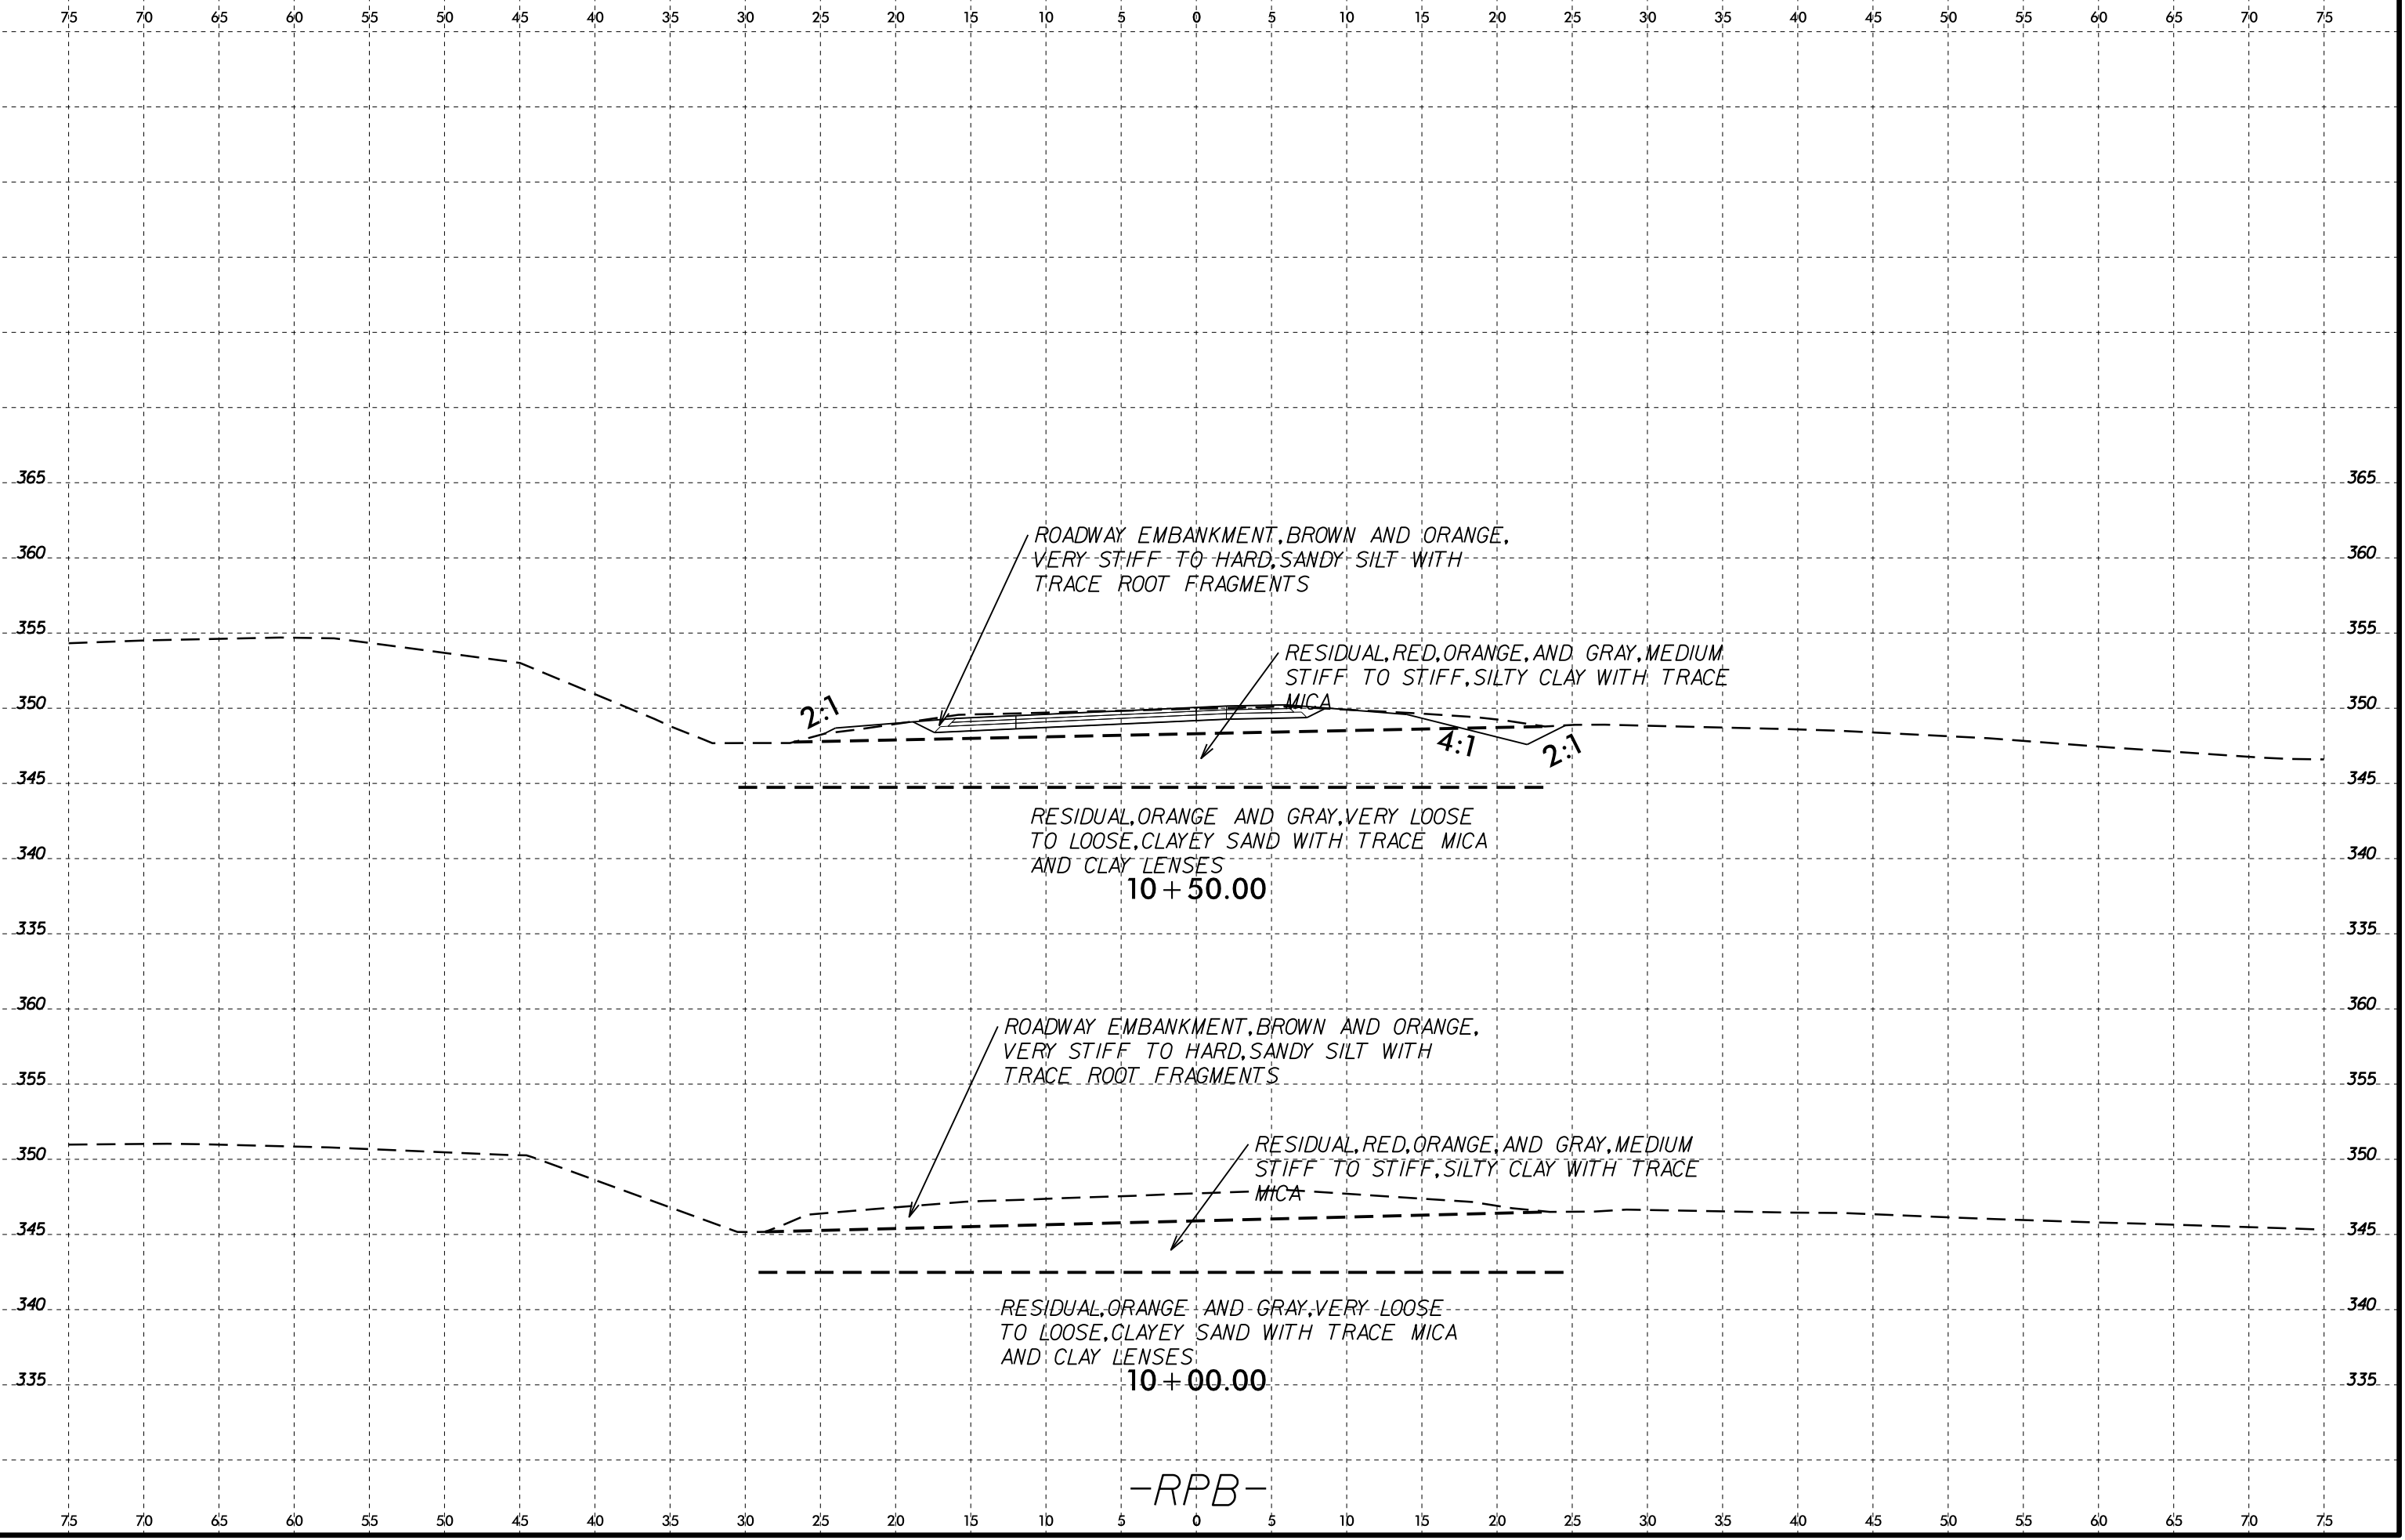 75 70 65 60 55 50 45 40 35 30 25 20 15 10 5 0 5 10 15 20 25 30 35 40 45 50 55 60 65 70 75
365 365
ROADWAY EMBANKMENT, BROWN AND ORANGE,
360 VERY STIFF TO HARD, SANDY SILT WITH 360
TRACE ROOT FRAGMENTS
355 355
RESIDUAL, RED, ORANGE, AND GRAY, MEDIUM
STIFF TO STIFF, SILTY CLAY WITH TRACE
MICA
350 2:1 350
4:1 2:1
345 345
RESIDUAL, ORANGE AND GRAY, VERY LOOSE
TO LOOSE, CLAYEY SAND WITH TRACE MICA
340 340
AND CLAY LENSES
10+50.00
335 335
360 360
ROADWAY EMBANKMENT, BROWN AND ORANGE,
VERY STIFF TO HARD, SANDY SILT WITH
TRACE ROOT FRAGMENTS
355 355
RESIDUAL, RED, ORANGE, AND GRAY, MEDIUM
350 350
STIFF TO STIFF, SILTY CLAY WITH TRACE
MICA
345 345
340 340
RESIDUAL, ORANGE AND GRAY, VERY LOOSE
TO LOOSE, CLAYEY SAND WITH TRACE MICA
AND CLAY LENSES
335 10+00.00 335
-RPB-
75 70 65 60 55 50 45 40 35 30 25 20 15 10 5 0 5 10 15 20 25 30 35 40 45 50 55 60 65 70 75